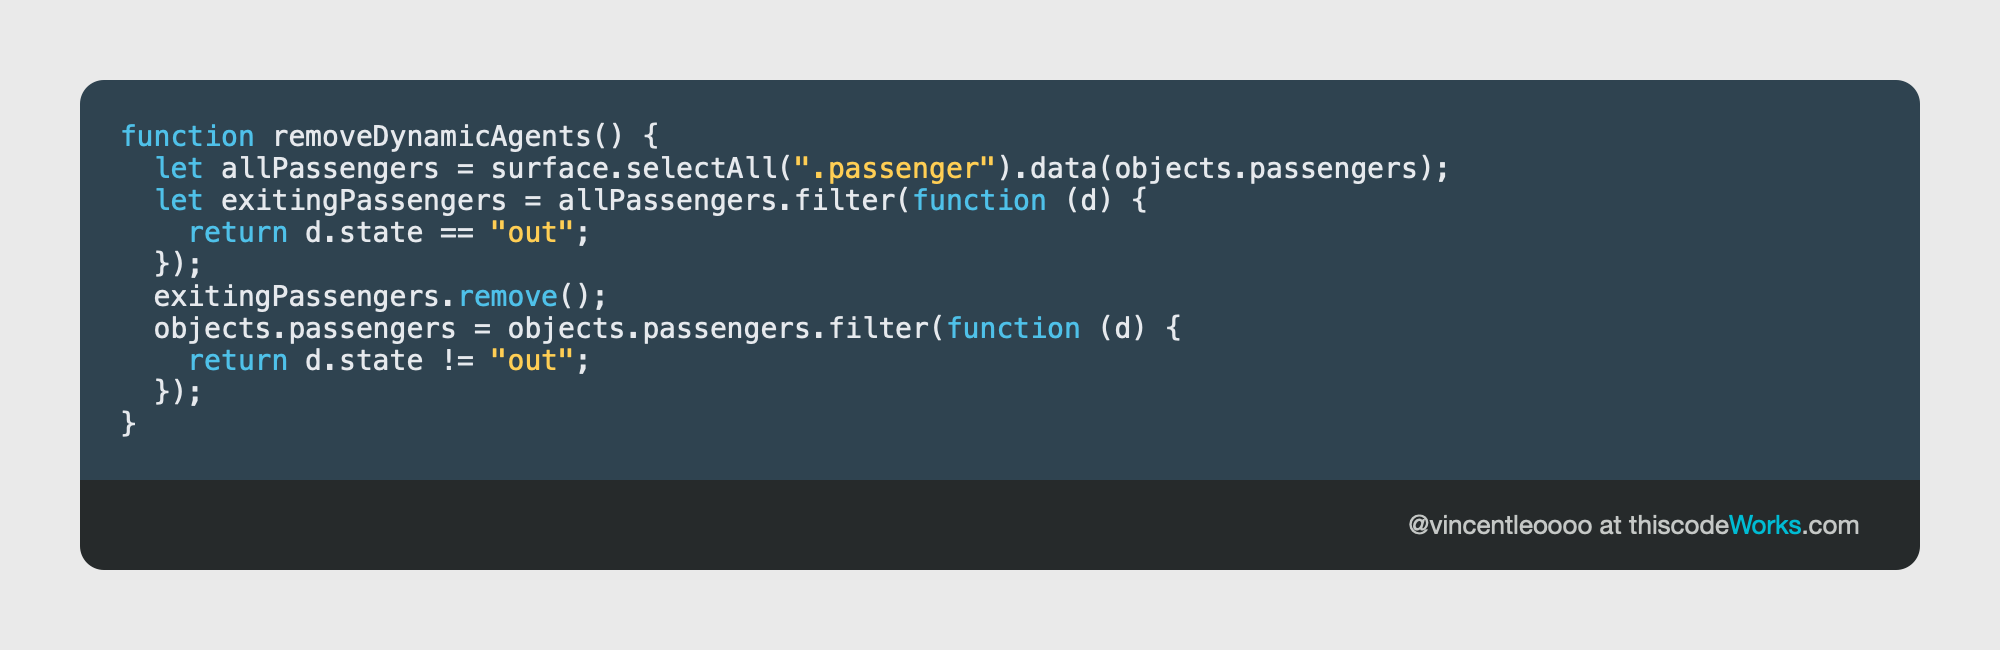 function removeDynamicAgents() {
  let allPassengers = surface.selectAll(".passenger").data(objects.passengers);
  let exitingPassengers = allPassengers.filter(function (d) {
    return d.state == "out";
  });
  exitingPassengers.remove();
  objects.passengers = objects.passengers.filter(function (d) {
    return d.state != "out";
  });
}
@vincentleoooo at thiscodeWorks.com